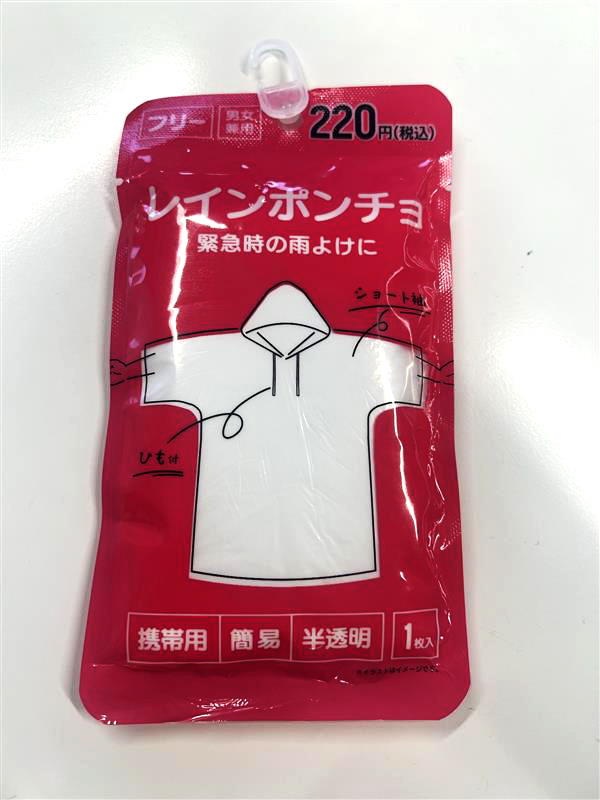 フリー
男女
兼用
220円(税込)
レインポンチョ
緊急時の雨よけに
ショート袖
ひも付
携帯用
簡易
半透明
1枚入
※イラストはイメージです。